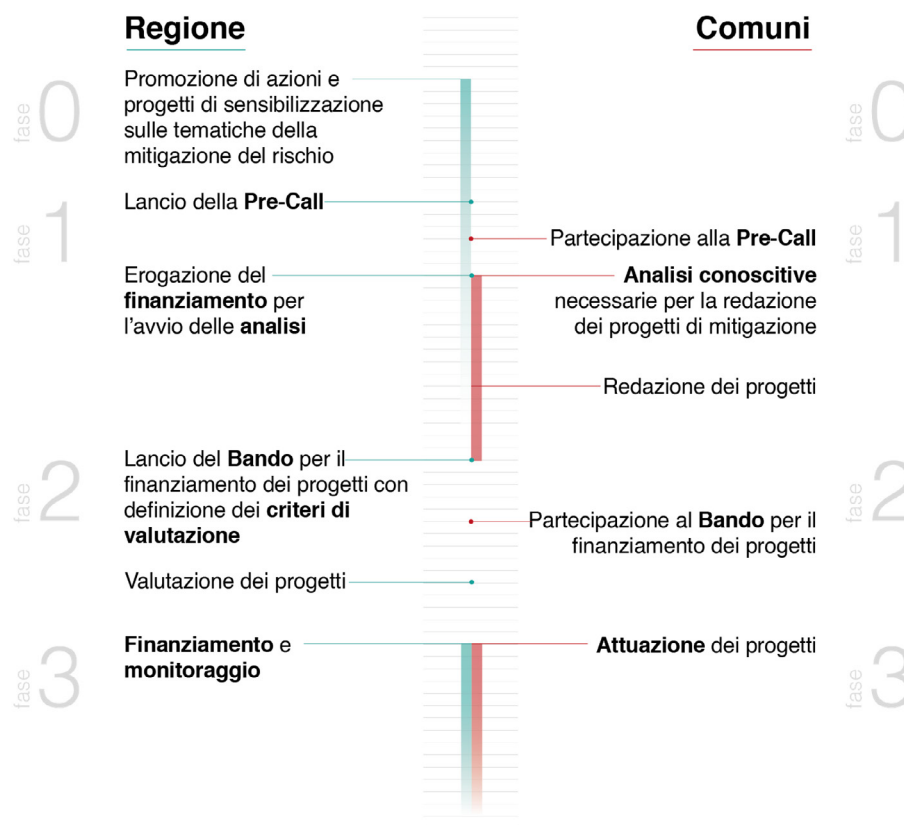 Regione
Comuni
fase 0
Promozione di azioni e
progetti di sensibilizzazione
sulle tematiche della
mitigazione del rischio
fase 0
fase 1
Lancio della Pre-Call
Partecipazione alla Pre-Call
fase 1
Erogazione del
finanziamento per
l'avvio delle analisi
Analisi conoscitive
necessarie per la redazione
dei progetti di mitigazione
Redazione dei progetti
fase 2
Lancio del Bando per il
finanziamento dei progetti con
definizione dei criteri di
valutazione
Partecipazione al Bando per il
finanziamento dei progetti
fase 2
Valutazione dei progetti
fase 3
Finanziamento e
monitoraggio
Attuazione dei progetti
fase 3